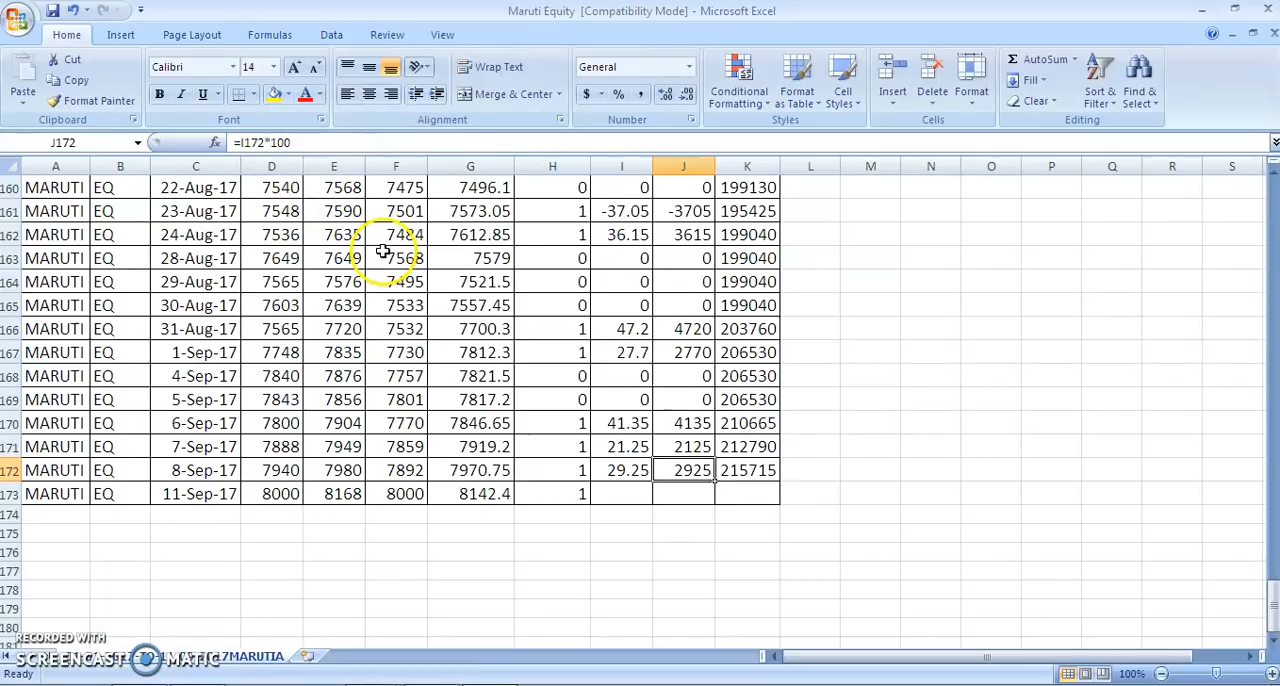 Maruti Equity [Compatibility Mode] - Microsoft Excel
Home Insert Page Layout Formulas Data Review View
Cut
Copy
Format Painter
Paste
Clipboard
Calibri 14
B I U
Font
Wrap Text
Merge & Center
Alignment
General
$ % ,
Number
Conditional Formatting
Format as Table
Cell Styles
Styles
Insert Delete Format
Cells
AutoSum
Fill
Clear
Sort & Filter
Find & Select
Editing
J172 fx =I172*100
A B C D E F G H I J K L M N O P Q R S
160 MARUTI EQ 22-Aug-17 7540 7568 7475 7496.1 0 0 0 199130
161 MARUTI EQ 23-Aug-17 7548 7590 7501 7573.05 1 -37.05 -3705 195425
162 MARUTI EQ 24-Aug-17 7536 7635 7484 7612.85 1 36.15 3615 199040
163 MARUTI EQ 28-Aug-17 7649 7649 7568 7579 0 0 0 199040
164 MARUTI EQ 29-Aug-17 7565 7576 7495 7521.5 0 0 0 199040
165 MARUTI EQ 30-Aug-17 7603 7639 7533 7557.45 0 0 0 199040
166 MARUTI EQ 31-Aug-17 7565 7720 7532 7700.3 1 47.2 4720 203760
167 MARUTI EQ 1-Sep-17 7748 7835 7730 7812.3 1 27.7 2770 206530
168 MARUTI EQ 4-Sep-17 7840 7876 7757 7821.5 0 0 0 206530
169 MARUTI EQ 5-Sep-17 7843 7856 7801 7817.2 0 0 0 206530
170 MARUTI EQ 6-Sep-17 7800 7904 7770 7846.65 1 41.35 4135 210665
171 MARUTI EQ 7-Sep-17 7888 7949 7859 7919.2 1 21.25 2125 212790
172 MARUTI EQ 8-Sep-17 7940 7980 7892 7970.75 1 29.25 2925 215715
173 MARUTI EQ 11-Sep-17 8000 8168 8000 8142.4 1
174
175
176
177
178
179
180
RECORDED WITH
SCREENCAST MATIC
17MARUTIA
Ready 100%